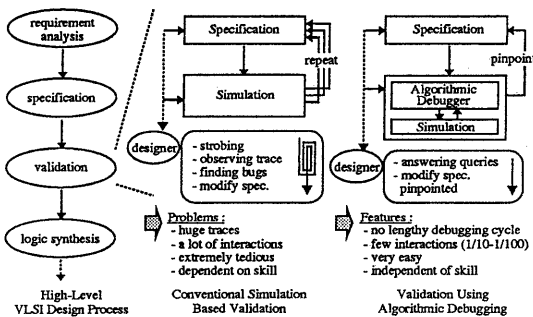 requirement
analysis
specification
validation
logic synthesis
High-Level
VLSI Design Process
Specification
repeat
Simulation
designer
- strobing
- observing trace
- finding bugs
- modify spec.
Problems :
- huge traces
- a lot of interactions
- extremely tedious
- dependent on skill
Conventional Simulation
Based Validation
Specification
pinpoint
Algorithmic
Debugger
Simulation
designer
- answering queries
- modify spec.
pinpointed
Features :
- no lengthy debugging cycle
- few interactions (1/10-1/100)
- very easy
- independent of skill
Validation Using
Algorithmic Debugging